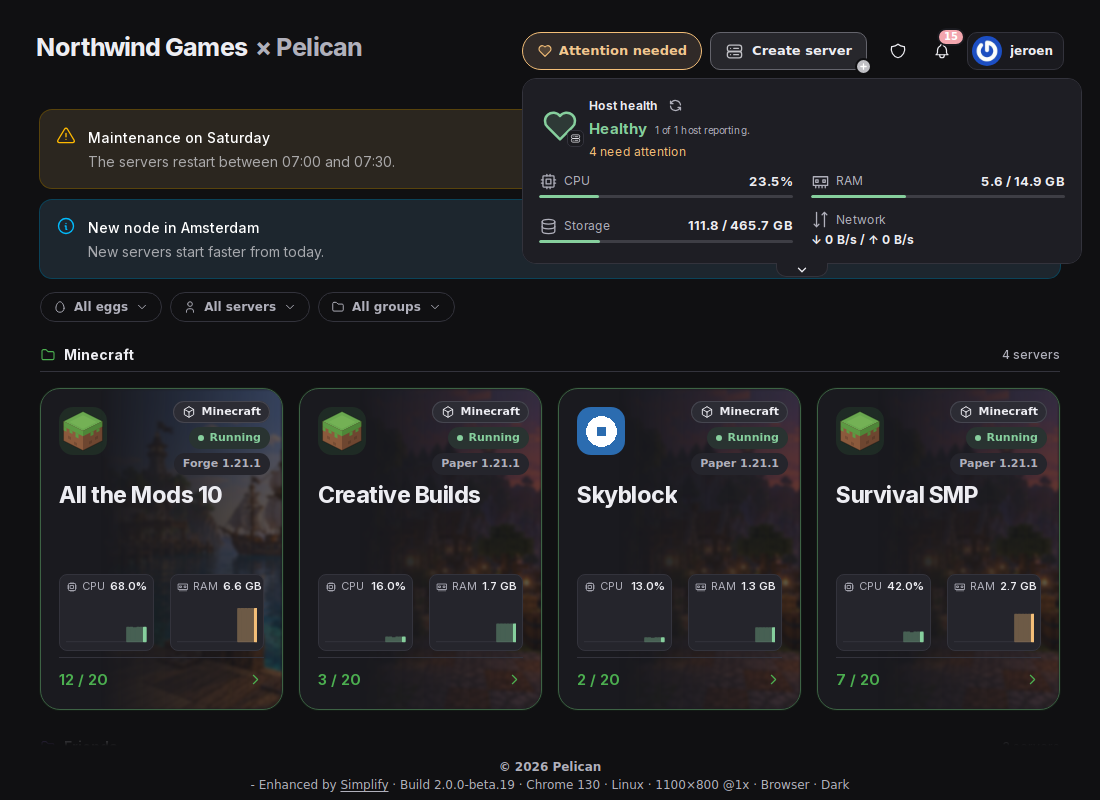 Northwind Games × Pelican
Attention needed
Create server
15
jeroen
Maintenance on Saturday
The servers restart between 07:00 and 07:30.
New node in Amsterdam
New servers start faster from today.
Host health
Healthy 1 of 1 host reporting.
4 need attention
CPU 23.5%
RAM 5.6 / 14.9 GB
Storage 111.8 / 465.7 GB
Network
↓ 0 B/s / ↑ 0 B/s
All eggs
All servers
All groups
Minecraft
4 servers
Minecraft
Running
Forge 1.21.1
All the Mods 10
CPU 68.0%
RAM 6.6 GB
12 / 20
Minecraft
Running
Paper 1.21.1
Creative Builds
CPU 16.0%
RAM 1.7 GB
3 / 20
Minecraft
Running
Paper 1.21.1
Skyblock
CPU 13.0%
RAM 1.3 GB
2 / 20
Minecraft
Running
Paper 1.21.1
Survival SMP
CPU 42.0%
RAM 2.7 GB
7 / 20
Friends
© 2026 Pelican
- Enhanced by Simplify · Build 2.0.0-beta.19 · Chrome 130 · Linux · 1100×800 @1x · Browser · Dark